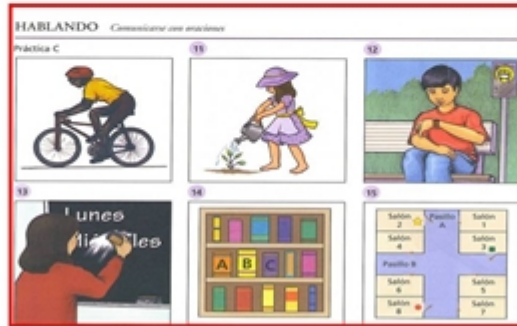 HABLANDO Comunicarse con oraciones
Práctica C
11
12
13
Lunes
Miércoles
14
A B C
15
Salón 2
Pasillo A
Salón 1
Salón 4
Salón 3
Pasillo B
Salón 6
Salón 5
Salón 8
Salón 7